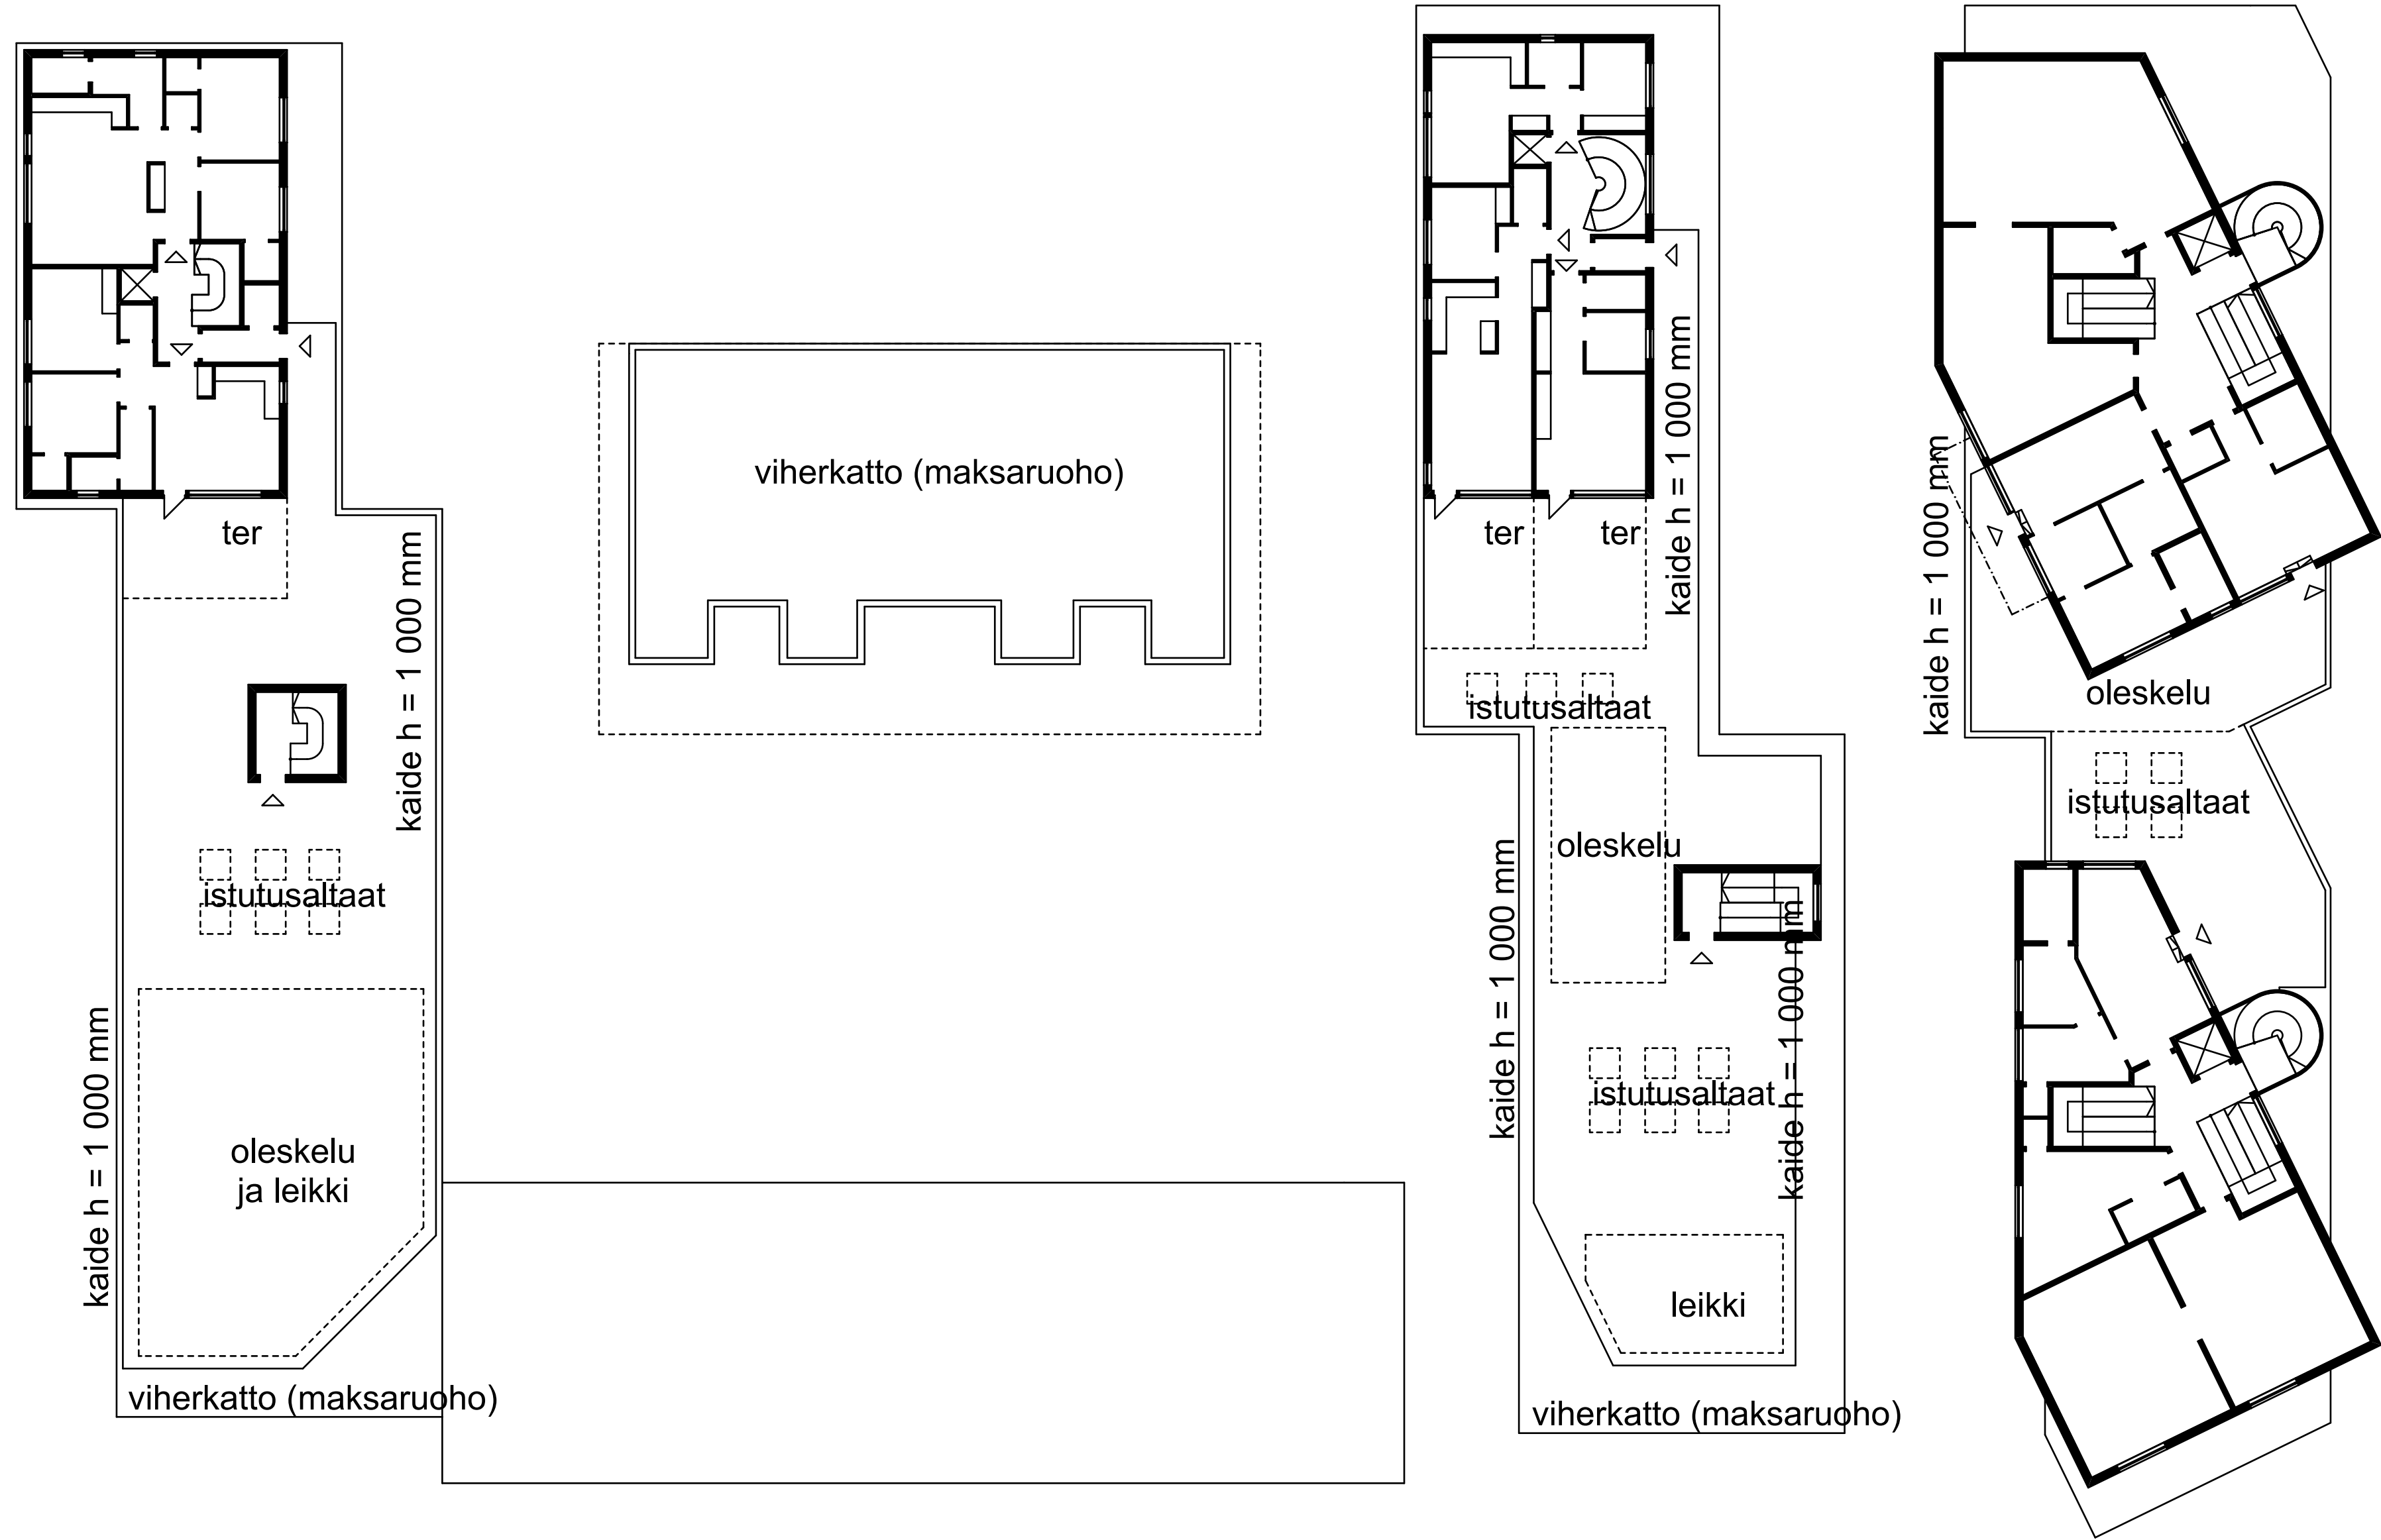 ter
kaide h = 1 000 mm
istutusaltaat
kaide h = 1 000 mm
oleskelu
ja leikki
viherkatto (maksaruoho)
viherkatto (maksaruoho)
ter
ter
kaide h = 1 000 mm
istutusaltaat
oleskelu
kaide h = 1 000 mm
istutusaltaat
kaide h = 1 000 mm
leikki
viherkatto (maksaruoho)
kaide h = 1 000 mm
oleskelu
istutusaltaat